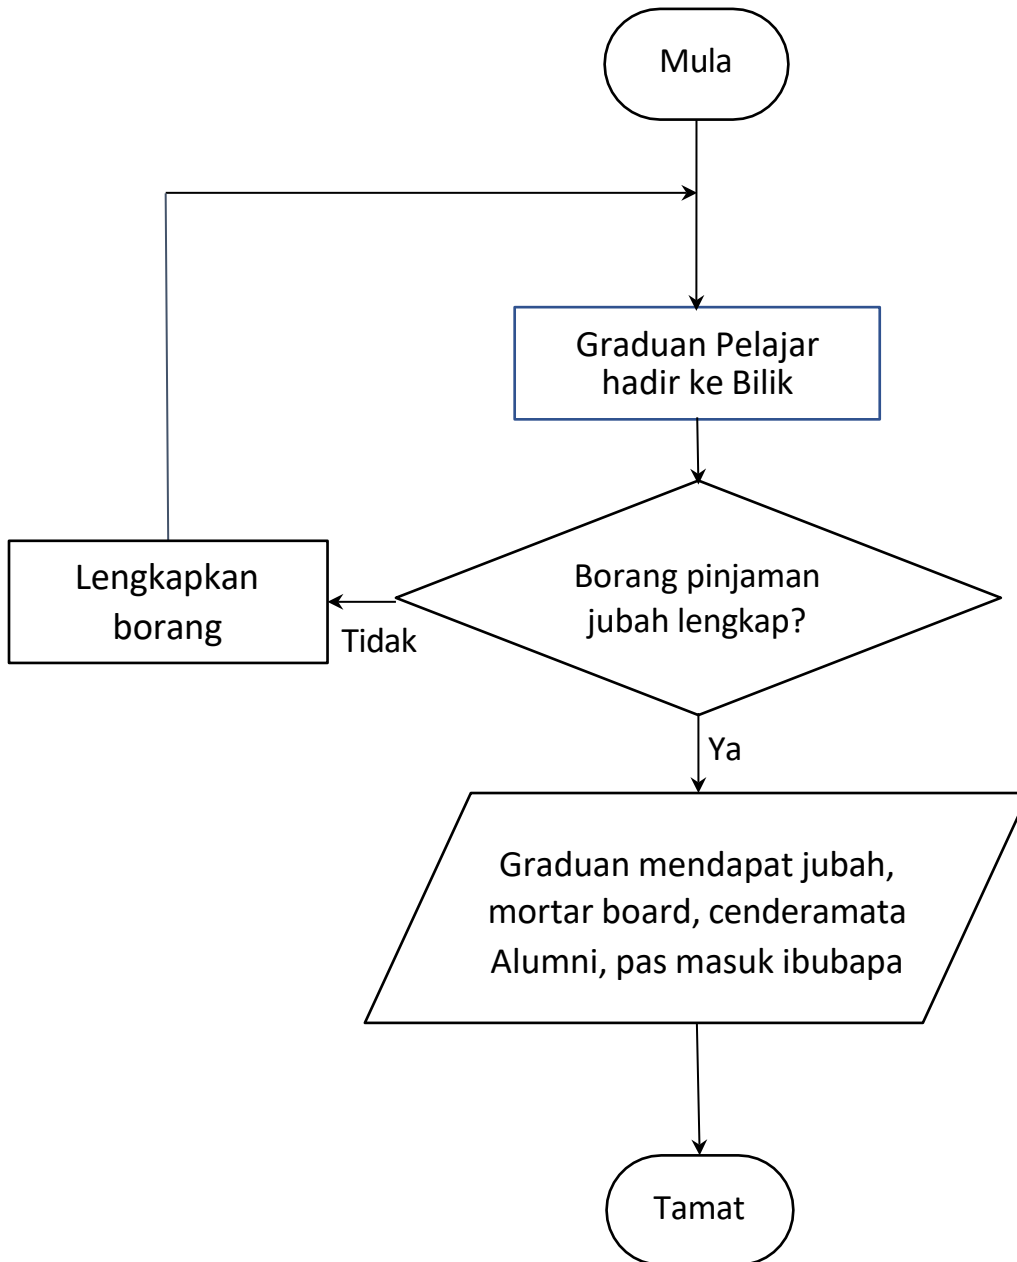 Mula
Graduan Pelajar
hadir ke Bilik
Borang pinjaman
jubah lengkap?
Lengkapkan
borang
Tidak
Ya
Graduan mendapat jubah,
mortar board, cenderamata
Alumni, pas masuk ibubapa
Tamat